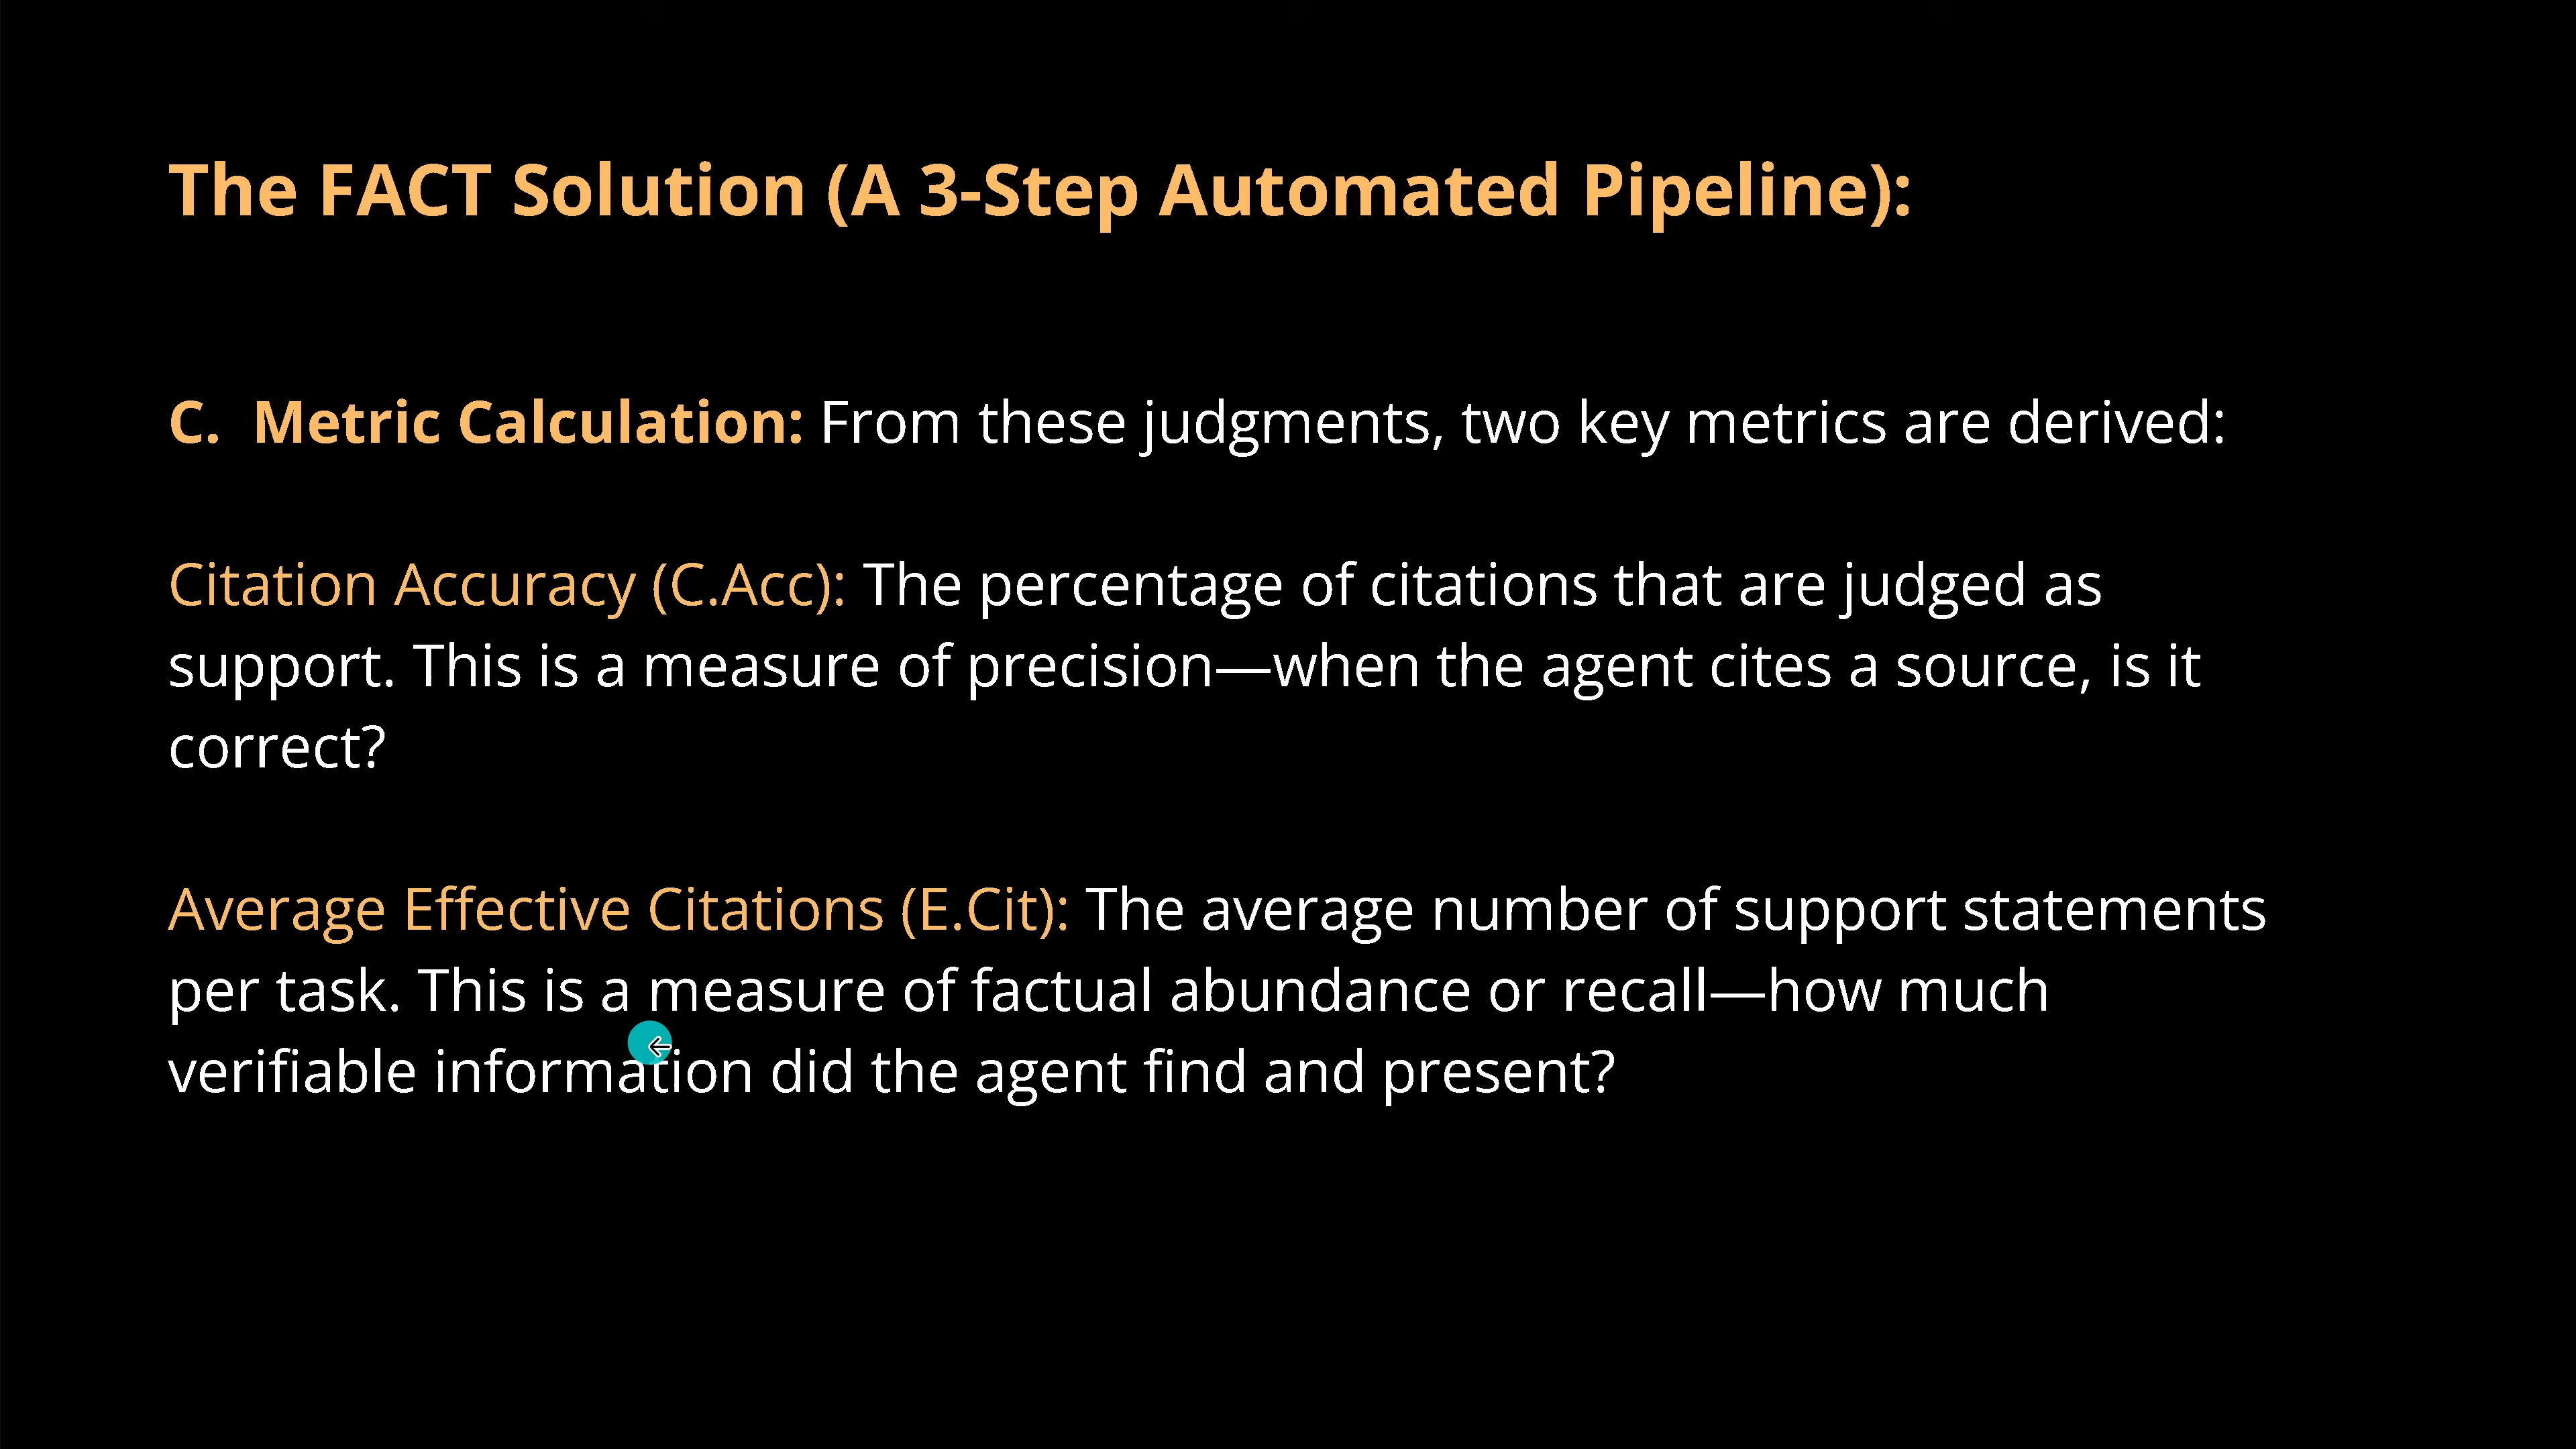 The FACT Solution (A 3-Step Automated Pipeline):
C. Metric Calculation: From these judgments, two key metrics are derived:
Citation Accuracy (C.Acc): The percentage of citations that are judged as
support. This is a measure of precision—when the agent cites a source, is it
correct?
Average Effective Citations (E.Cit): The average number of support statements
per task. This is a measure of factual abundance or recall—how much
verifiable information did the agent find and present?